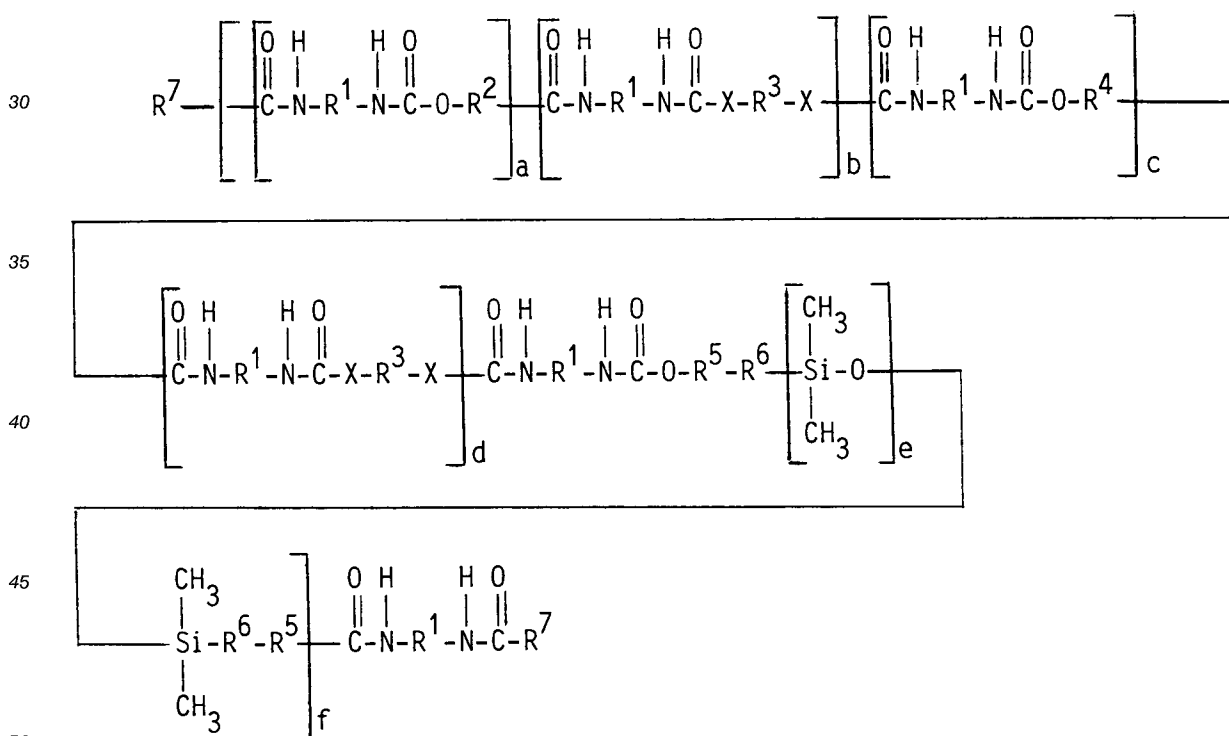 O H H O O H H O O H H O
30 R⁷ C-N-R¹-N-C-O-R² C-N-R¹-N-C-X-R³-X C-N-R¹-N-C-O-R⁴
a b c
35
O H H O O H H O CH₃
C-N-R¹-N-C-X-R³-X C-N-R¹-N-C-O-R⁵-R⁶ Si-O
40 CH₃
d e
45 CH₃ O H H O
Si-R⁶-R⁵ C-N-R¹-N-C-R⁷
CH₃
f